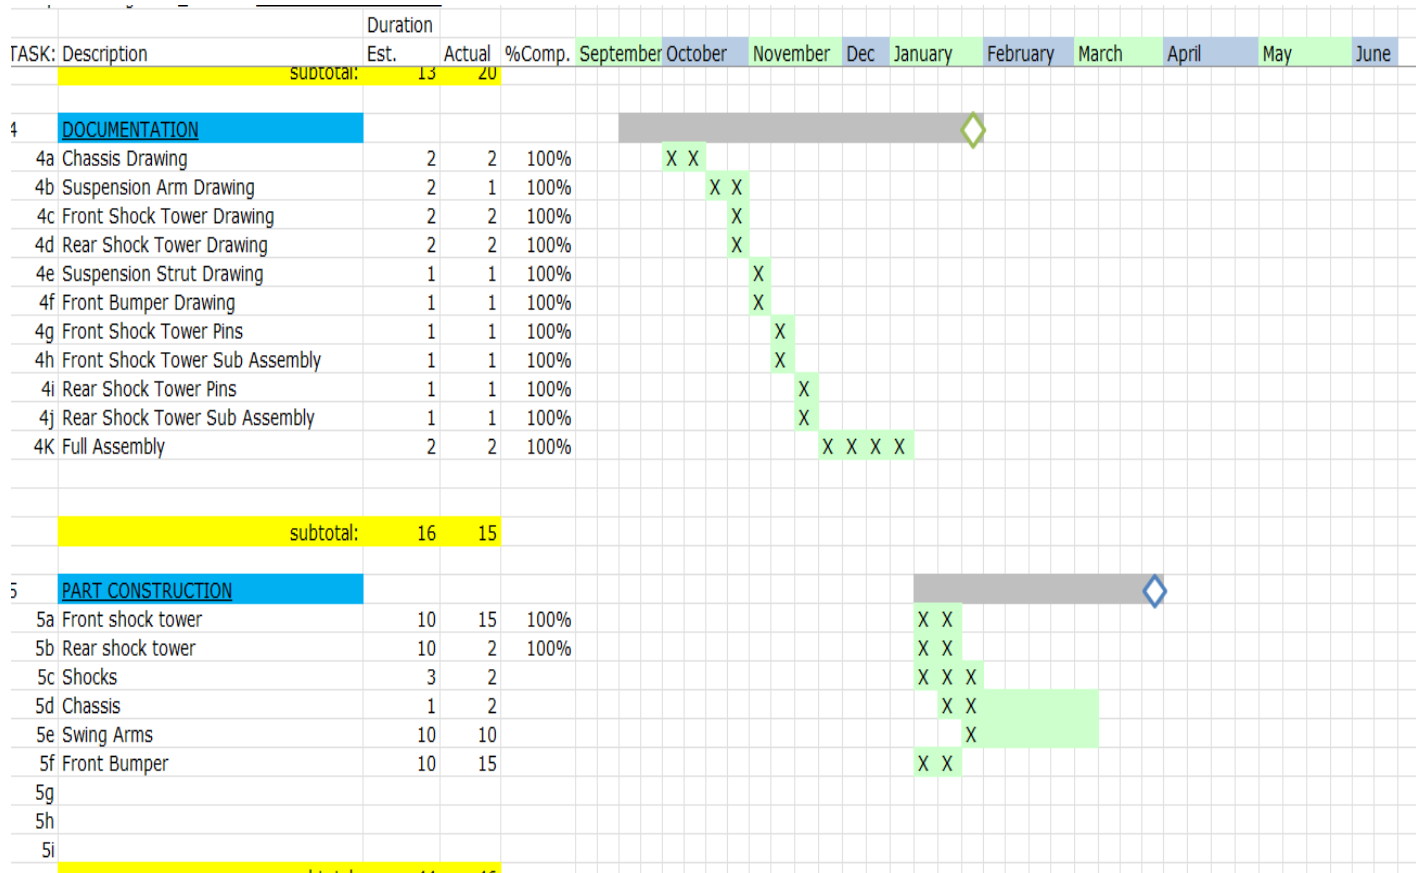 Duration
TASK: Description Est. Actual %Comp. September October November Dec January February March April May June
subtotal: 13 20
4 DOCUMENTATION
4a Chassis Drawing 2 2 100% X X
4b Suspension Arm Drawing 2 1 100% X X
4c Front Shock Tower Drawing 2 2 100% X
4d Rear Shock Tower Drawing 2 2 100% X
4e Suspension Strut Drawing 1 1 100% X
4f Front Bumper Drawing 1 1 100% X
4g Front Shock Tower Pins 1 1 100% X
4h Front Shock Tower Sub Assembly 1 1 100% X
4i Rear Shock Tower Pins 1 1 100% X
4j Rear Shock Tower Sub Assembly 1 1 100% X
4K Full Assembly 2 2 100% X X X X
subtotal: 16 15
5 PART CONSTRUCTION
5a Front shock tower 10 15 100% X X
5b Rear shock tower 10 2 100% X X
5c Shocks 3 2 X X X
5d Chassis 1 2 X X
5e Swing Arms 10 10 X
5f Front Bumper 10 15 X X
5g
5h
5i